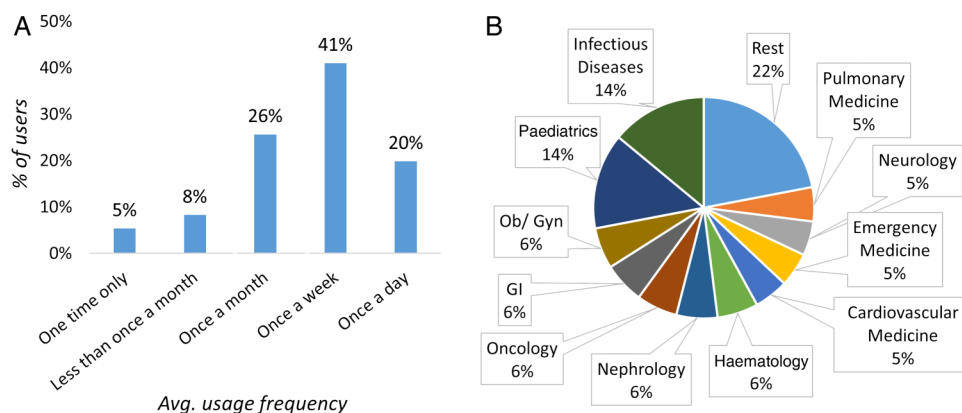 A
50%
40%
30%
20%
10%
0%
% of users
5%
8%
26%
41%
20%
One time only
Less than once a month
Once a month
Once a week
Once a day
Avg. usage frequency
B
Infectious
Diseases
14%
Rest
22%
Pulmonary
Medicine
5%
Paediatrics
14%
Neurology
5%
Ob/ Gyn
6%
Emergency
Medicine
5%
GI
6%
Cardiovascular
Medicine
5%
Oncology
6%
Nephrology
6%
Haematology
6%